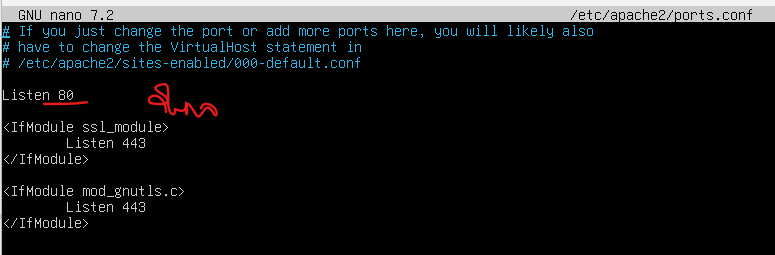 GNU nano 7.2 /etc/apache2/ports.conf
# If you just change the port or add more ports here, you will likely also
# have to change the VirtualHost statement in
# /etc/apache2/sites-enabled/000-default.conf
Listen 80
<IfModule ssl_module>
Listen 443
</IfModule>
<IfModule mod_gnutls.c>
Listen 443
</IfModule>